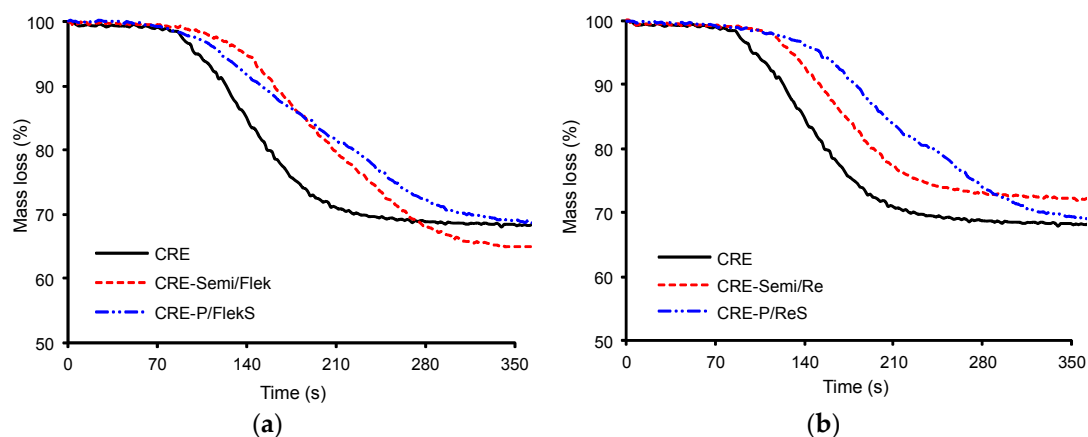 100
90
80
70
60
50
Mass loss (%)
CRE
CRE-Semi/Flek
CRE-P/FlekS
0 70 140 210 280 350
Time (s)
(a)
100
90
80
70
60
50
Mass loss (%)
CRE
CRE-Semi/Re
CRE-P/ReS
0 70 140 210 280 350
Time (s)
(b)